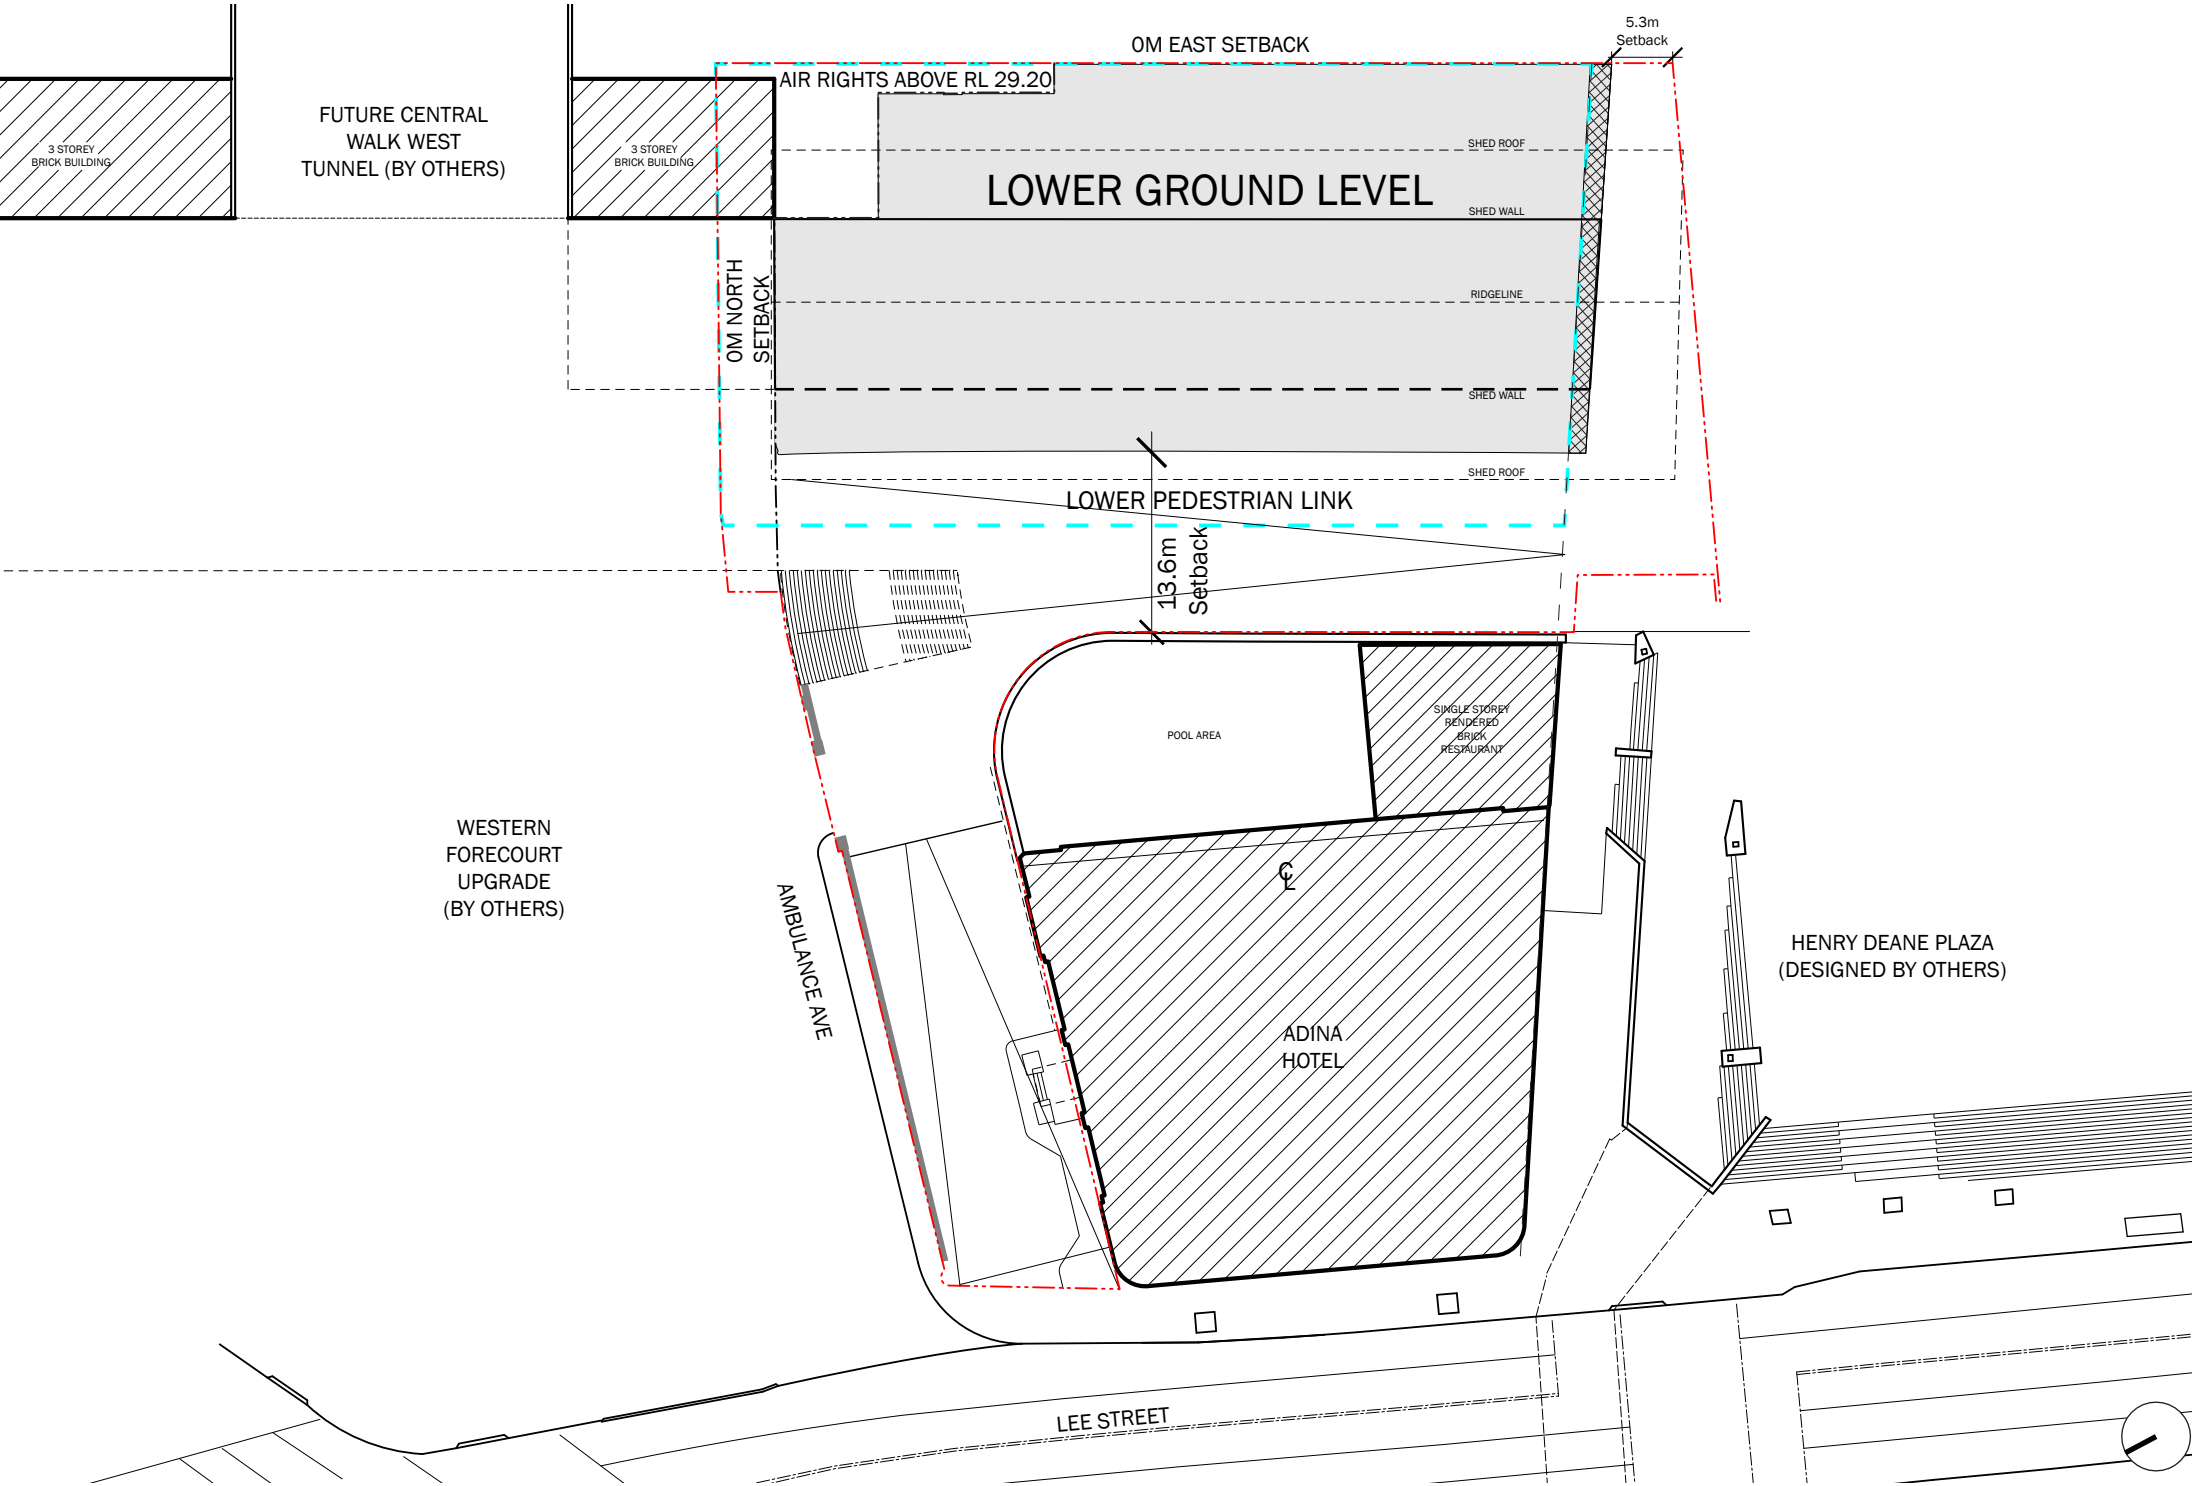 5.3m
Setback
0M EAST SETBACK
AIR RIGHTS ABOVE RL 29.20
FUTURE CENTRAL
WALK WEST
TUNNEL (BY OTHERS)
3 STOREY
BRICK BUILDING
3 STOREY
BRICK BUILDING
SHED ROOF
LOWER GROUND LEVEL
SHED WALL
0M NORTH
SETBACK
RIDGELINE
SHED WALL
SHED ROOF
LOWER PEDESTRIAN LINK
13.6m
Setback
SINGLE STOREY
RENDERED
BRICK
RESTAURANT
POOL AREA
WESTERN
FORECOURT
UPGRADE
(BY OTHERS)
CL
AMBULANCE AVE
HENRY DEANE PLAZA
(DESIGNED BY OTHERS)
ADINA
HOTEL
LEE STREET